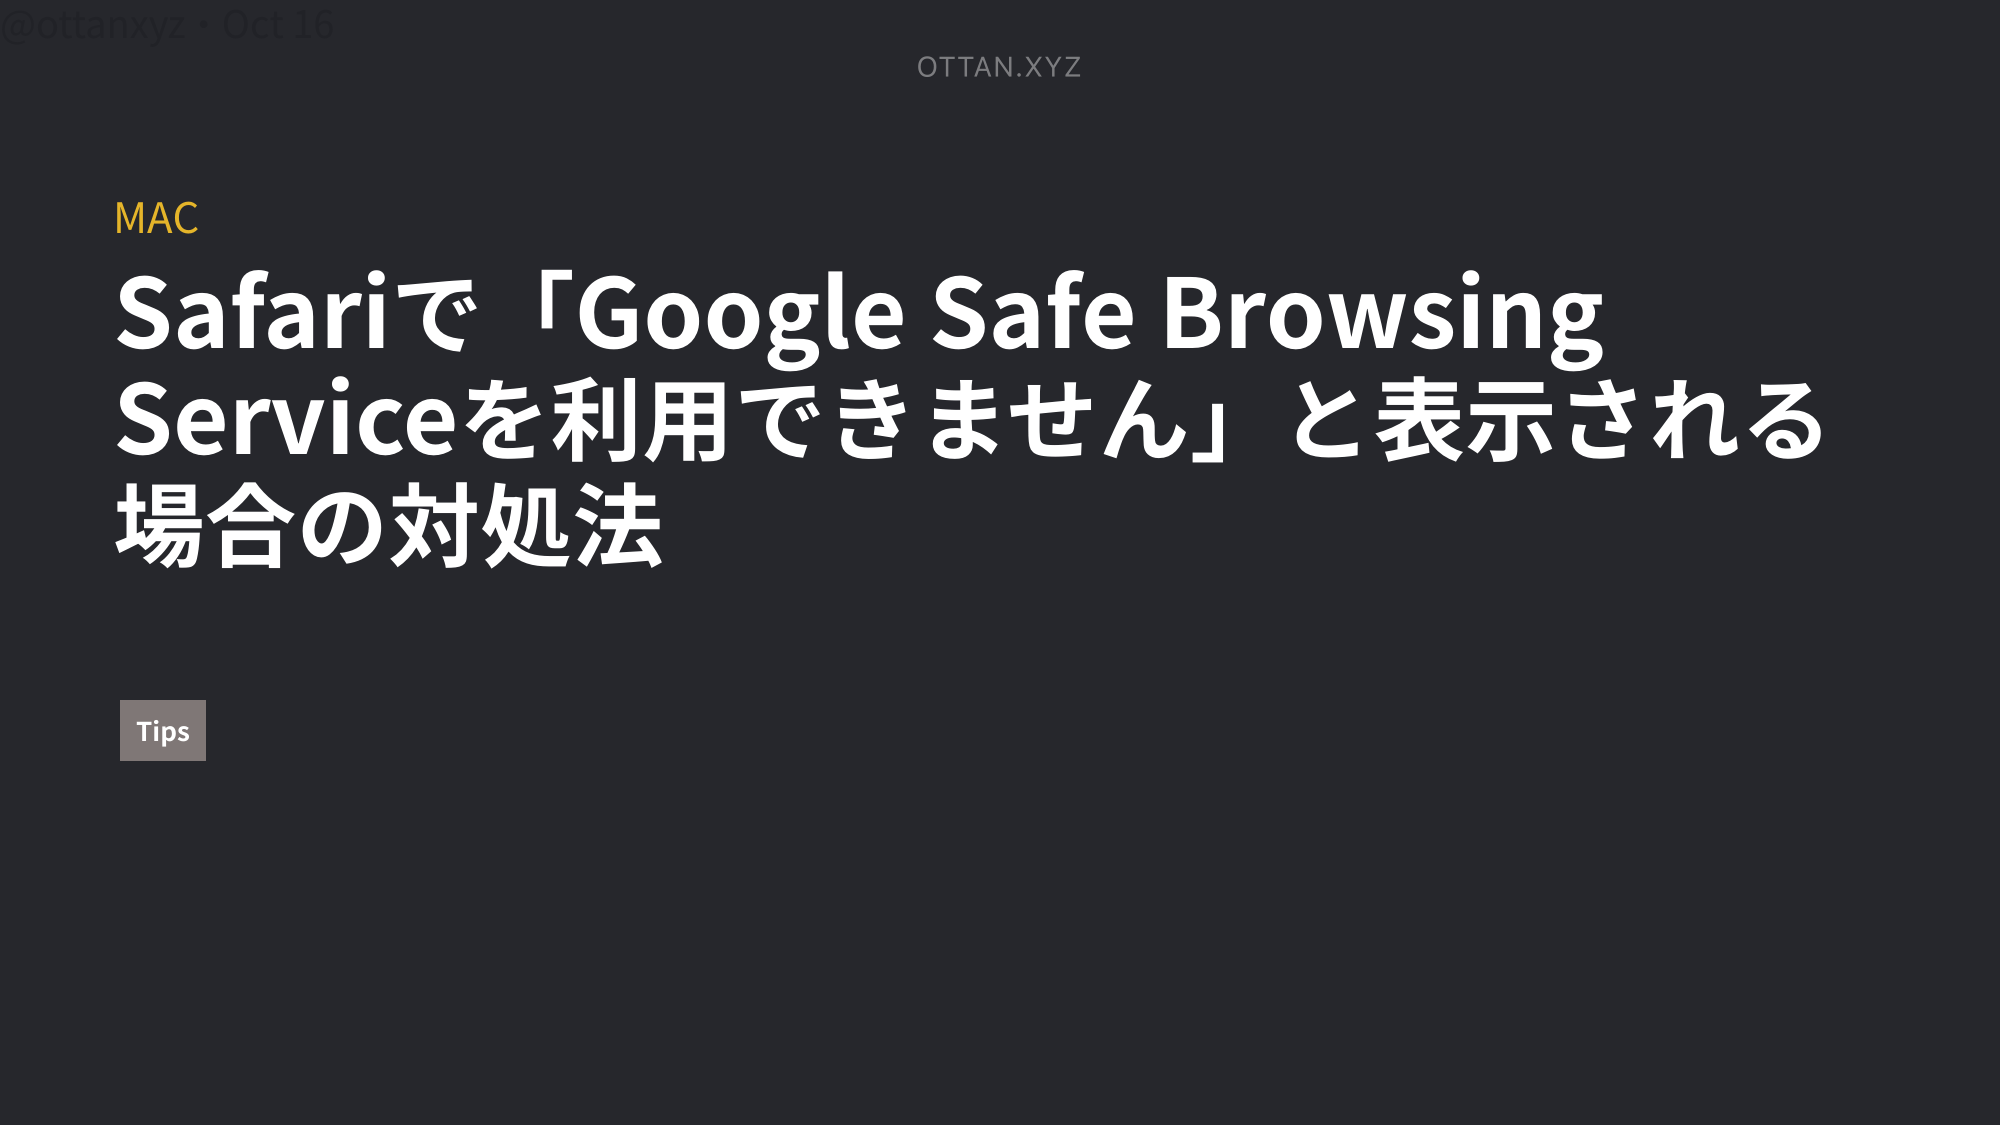 @ottanxyz・Oct 16
OTTAN.XYZ
MAC
Safariで「Google Safe Browsing
Serviceを利用できません」と表示される
場合の対処法
Tips